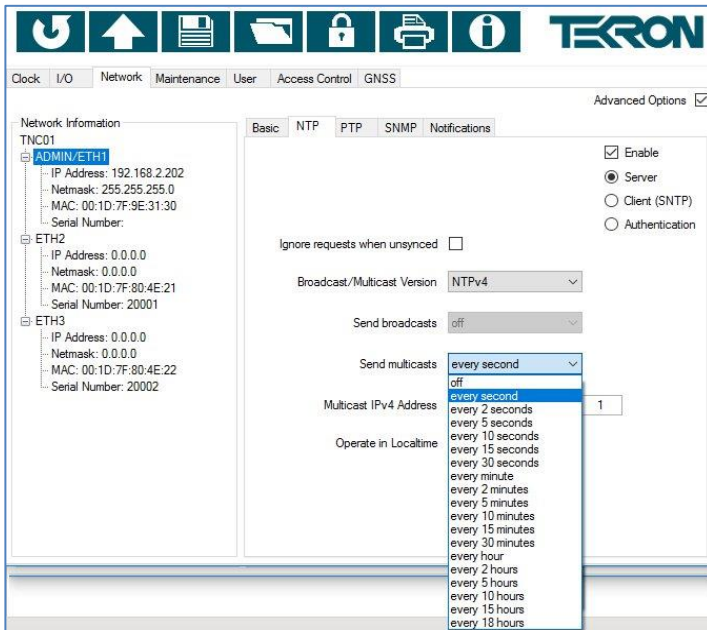 TEKRON
Clock I/O Network Maintenance User Access Control GNSS
Advanced Options
Network Information
TNC01
ADMIN/ETH1
IP Address: 192.168.2.202
Netmask: 255.255.255.0
MAC: 00:1D:7F:9E:31:30
Serial Number:
ETH2
IP Address: 0.0.0.0
Netmask: 0.0.0.0
MAC: 00:1D:7F:80:4E:21
Serial Number: 20001
ETH3
IP Address: 0.0.0.0
Netmask: 0.0.0.0
MAC: 00:1D:7F:80:4E:22
Serial Number: 20002
Basic NTP PTP SNMP Notifications
Enable
Server
Client (SNTP)
Authentication
Ignore requests when unsynced
Broadcast/Multicast Version NTPv4
Send broadcasts off
Send multicasts every second
off
every second
every 2 seconds
every 5 seconds
every 10 seconds
every 15 seconds
every 30 seconds
every minute
every 2 minutes
every 5 minutes
every 10 minutes
every 15 minutes
every 30 minutes
every hour
every 2 hours
every 5 hours
every 10 hours
every 15 hours
every 18 hours
Multicast IPv4 Address 1
Operate in Localtime